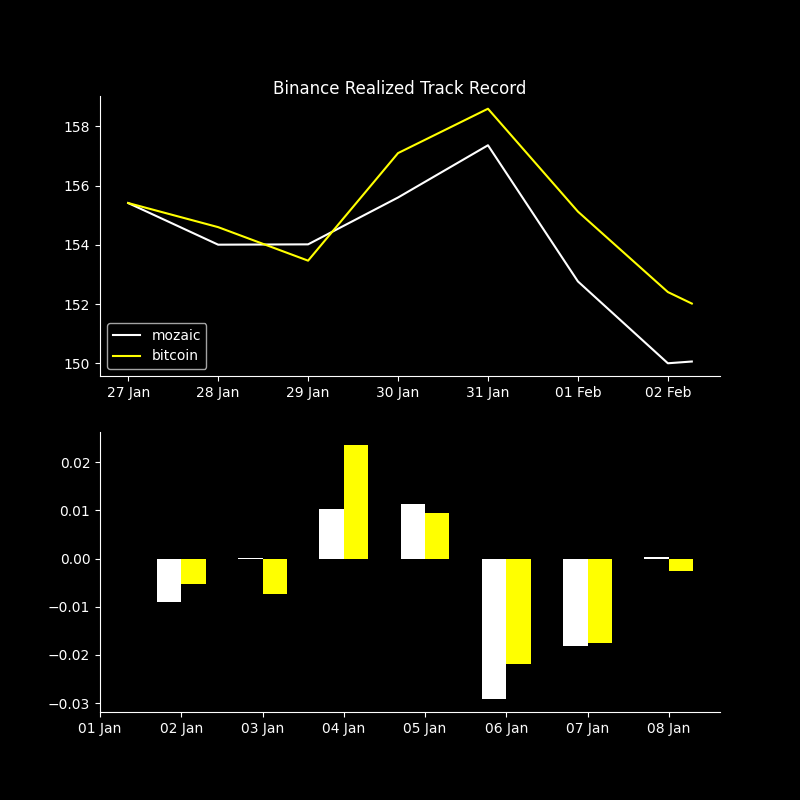 Binance Realized Track Record
158
156
154
152
150
mozaic
bitcoin
27 Jan 28 Jan 29 Jan 30 Jan 31 Jan 01 Feb 02 Feb
0.02
0.01
0.00
−0.01
−0.02
−0.03
01 Jan 02 Jan 03 Jan 04 Jan 05 Jan 06 Jan 07 Jan 08 Jan